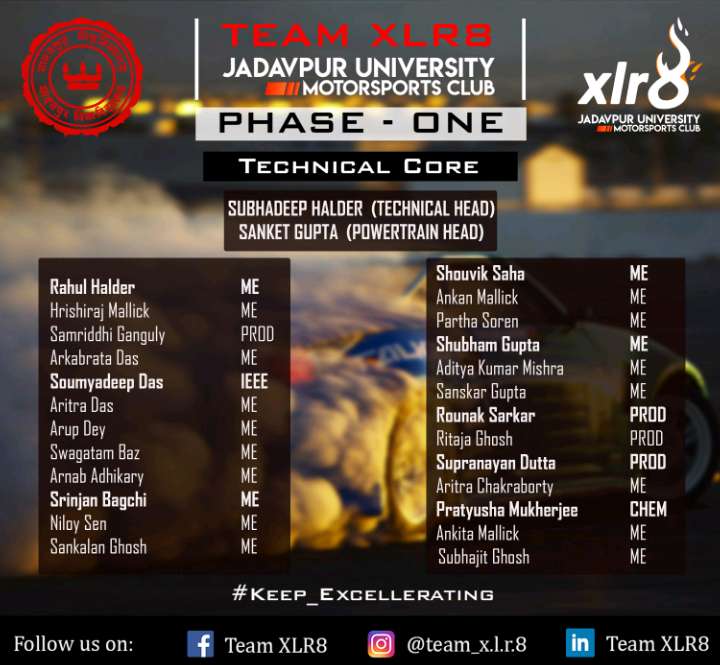 TEAM XLR8
JADAVPUR UNIVERSITY
MOTORSPORTS CLUB
xlr8
JADAVPUR UNIVERSITY
MOTORSPORTS CLUB
PHASE - ONE
TECHNICAL CORE
SUBHADEEP HALDER (TECHNICAL HEAD)
SANKET GUPTA (POWERTRAIN HEAD)
Rahul Halder ME
Hrishiraj Mallick ME
Samriddhi Ganguly PROD
Arkabrata Das ME
Soumyadeep Das IEEE
Aritra Das ME
Arup Dey ME
Swagatam Baz ME
Arnab Adhikary ME
Srinjan Bagchi ME
Niloy Sen ME
Sankalan Ghosh ME
Shouvik Saha ME
Ankan Mallick ME
Partha Soren ME
Shubham Gupta ME
Aditya Kumar Mishra ME
Sanskar Gupta ME
Rounak Sarkar PROD
Ritaja Ghosh PROD
Supranayan Dutta PROD
Aritra Chakraborty ME
Pratyusha Mukherjee CHEM
Ankita Mallick ME
Subhajit Ghosh ME
#KEEP_EXCELLERATING
Follow us on: Team XLR8 @team_x.l.r.8 Team XLR8